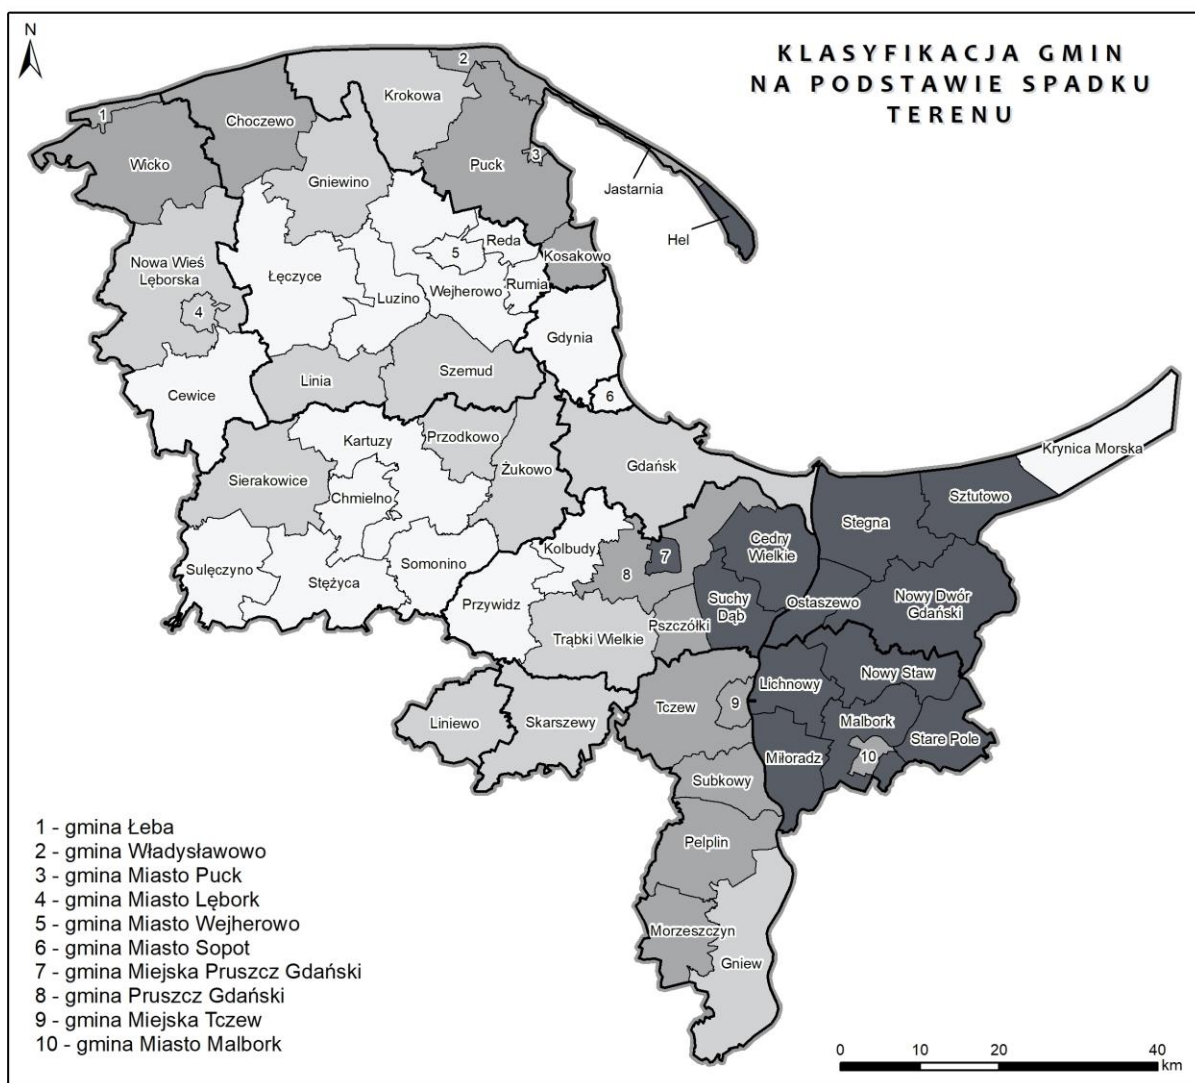 N
KLASYFIKACJA GMIN
NA PODSTAWIE SPADKU
TERENU
2
Krokowa
1
Choczewo
Wicko
Puck
3
Gniewino
Jastarnia
Hel
Reda
5
Kosakowo
Nowa Wieś
Lęborska
Łęczyce
Luzino
Wejherowo
Rumia
4
Gdynia
Szemud
Linia
Cewice
6
Kartuzy
Przodkowo
Krynica Morska
Gdańsk
Sierakowice
Żukowo
Chmielno
Sztutowo
Stegna
Kolbudy
Cedry
Wielkie
7
Somonino
Sulęczyno
Stężyca
8
Nowy Dwór
Gdański
Suchy
Dąb
Ostaszewo
Przywidz
Pszczółki
Trąbki Wielkie
Lichnowy
Nowy Staw
Tczew
9
Liniewo
Skarszewy
Malbork
Stare Pole
Miłoradz
10
Subkowy
Pelplin
Morzeszczyn
Gniew
1 - gmina Łeba
2 - gmina Władysławowo
3 - gmina Miasto Puck
4 - gmina Miasto Lębork
5 - gmina Miasto Wejherowo
6 - gmina Miasto Sopot
7 - gmina Miejska Pruszcz Gdański
8 - gmina Pruszcz Gdański
9 - gmina Miejska Tczew
10 - gmina Miasto Malbork
0 10 20 40
km